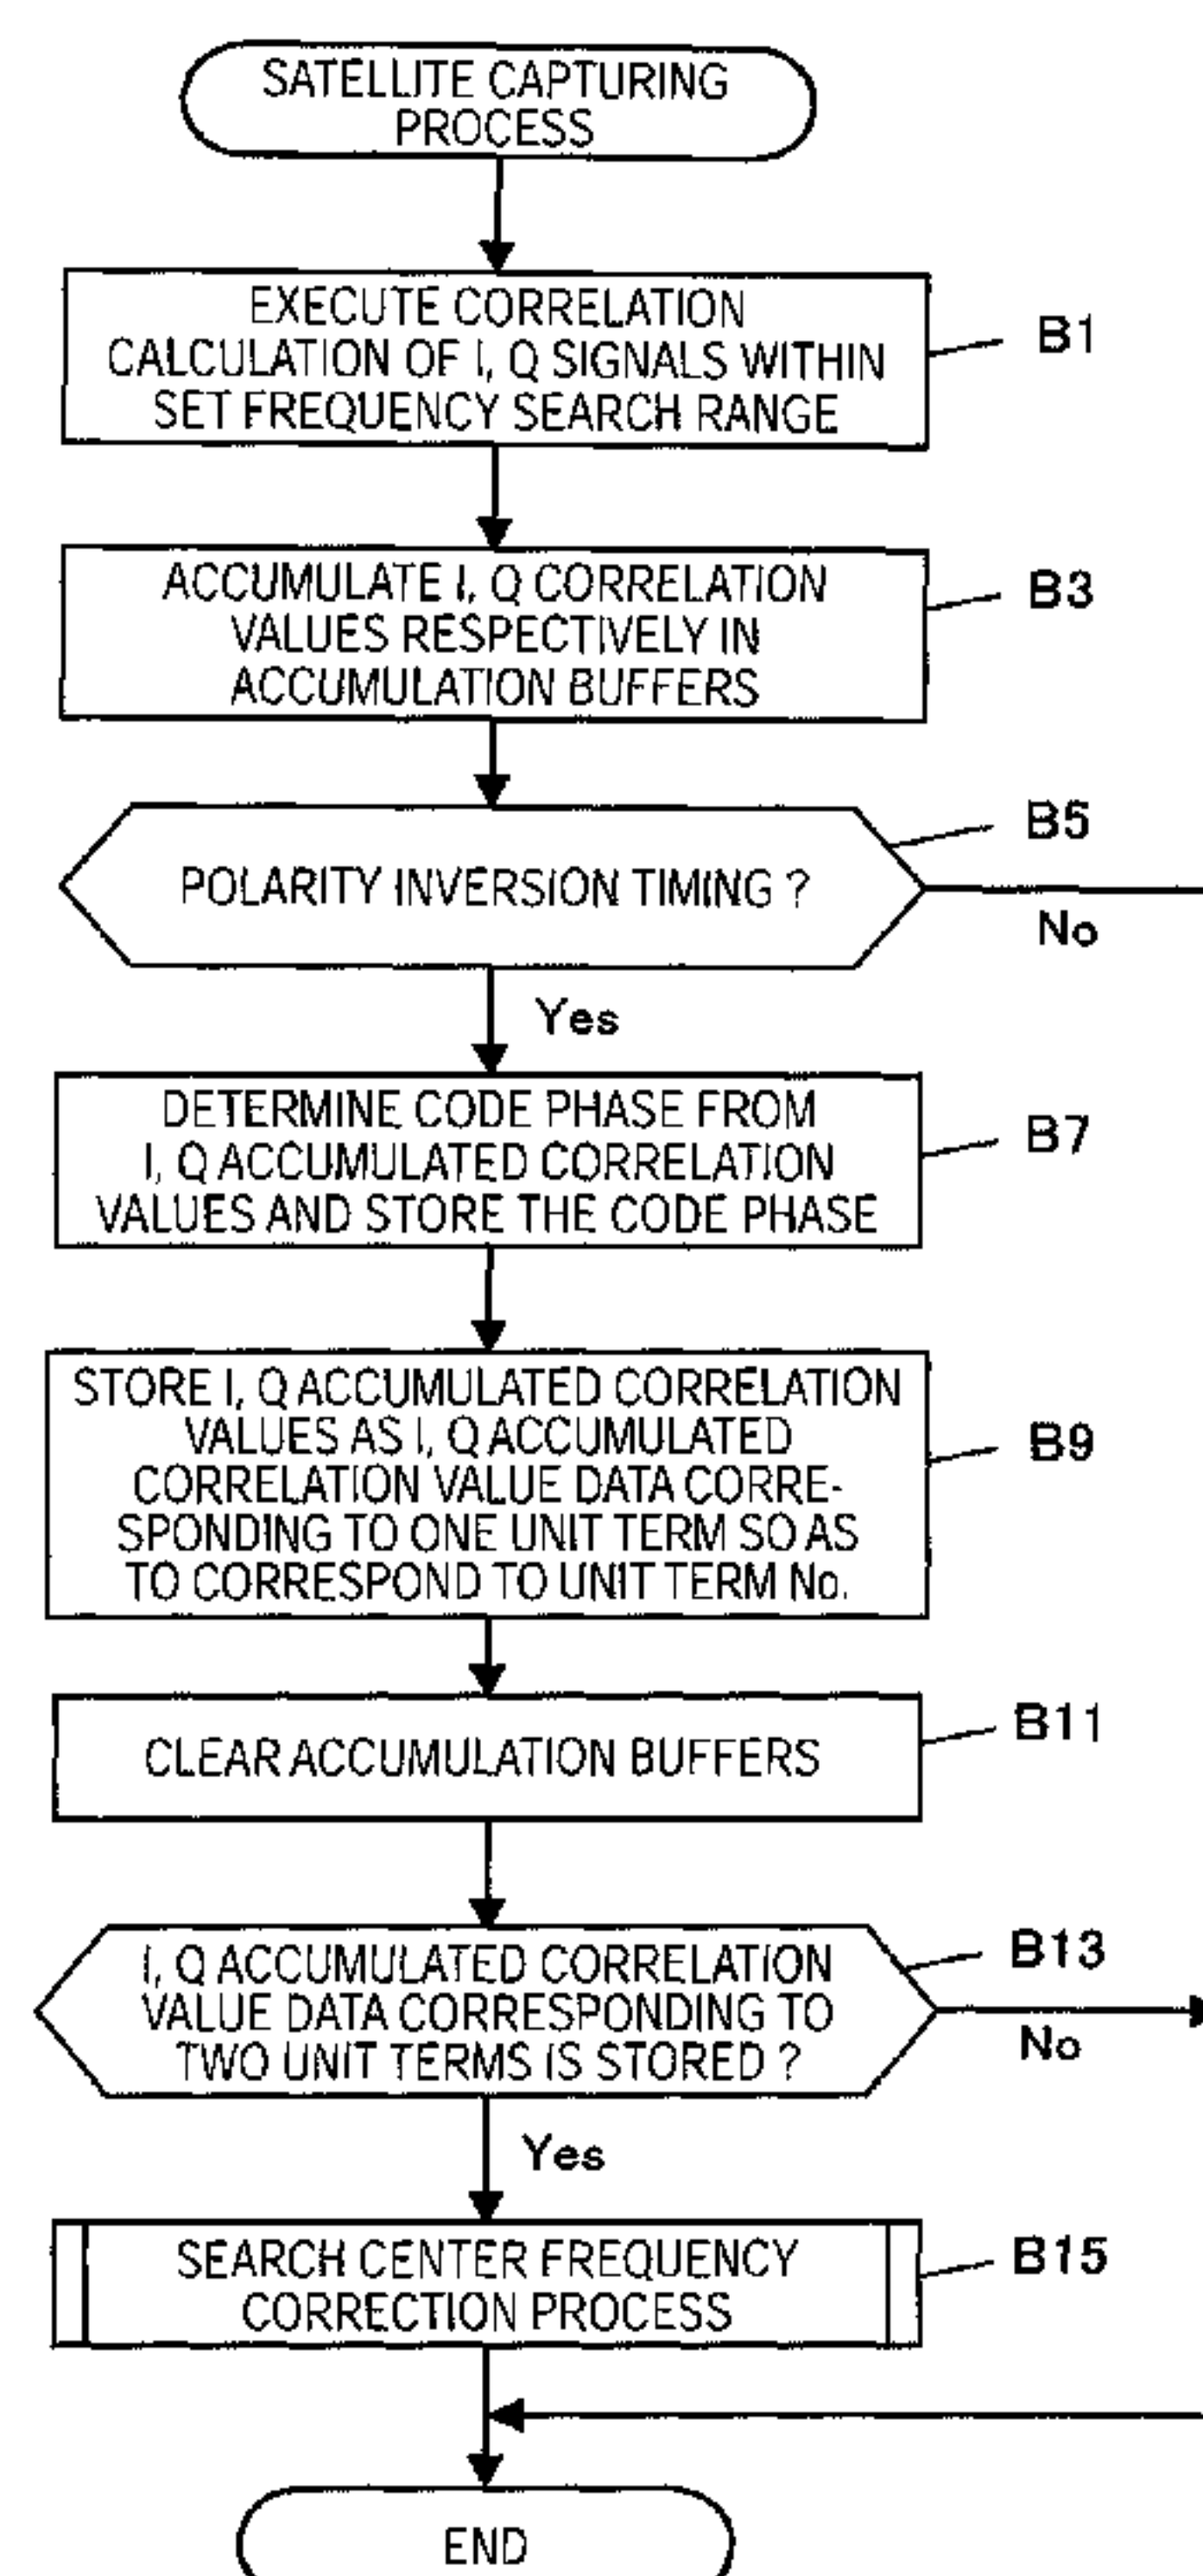 SATELLITE CAPTURING
PROCESS
EXECUTE CORRELATION
CALCULATION OF I, Q SIGNALS WITHIN
SET FREQUENCY SEARCH RANGE
B1
ACCUMULATE I, Q CORRELATION
VALUES RESPECTIVELY IN
ACCUMULATION BUFFERS
B3
POLARITY INVERSION TIMING ?
B5
No
Yes
DETERMINE CODE PHASE FROM
I, Q ACCUMULATED CORRELATION
VALUES AND STORE THE CODE PHASE
B7
STORE I, Q ACCUMULATED CORRELATION
VALUES AS I, Q ACCUMULATED
CORRELATION VALUE DATA CORRE-
SPONDING TO ONE UNIT TERM SO AS
TO CORRESPOND TO UNIT TERM No.
B9
CLEAR ACCUMULATION BUFFERS
B11
I, Q ACCUMULATED CORRELATION
VALUE DATA CORRESPONDING TO
TWO UNIT TERMS IS STORED ?
B13
No
Yes
SEARCH CENTER FREQUENCY
CORRECTION PROCESS
B15
END